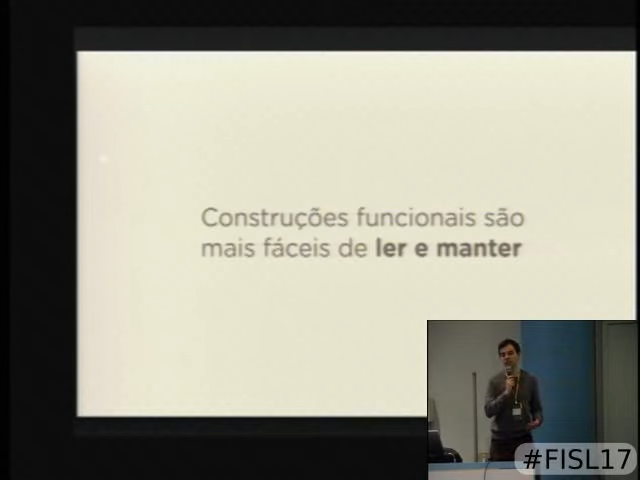 Construções funcionais são
mais fáceis de ler e manter
#FISL17